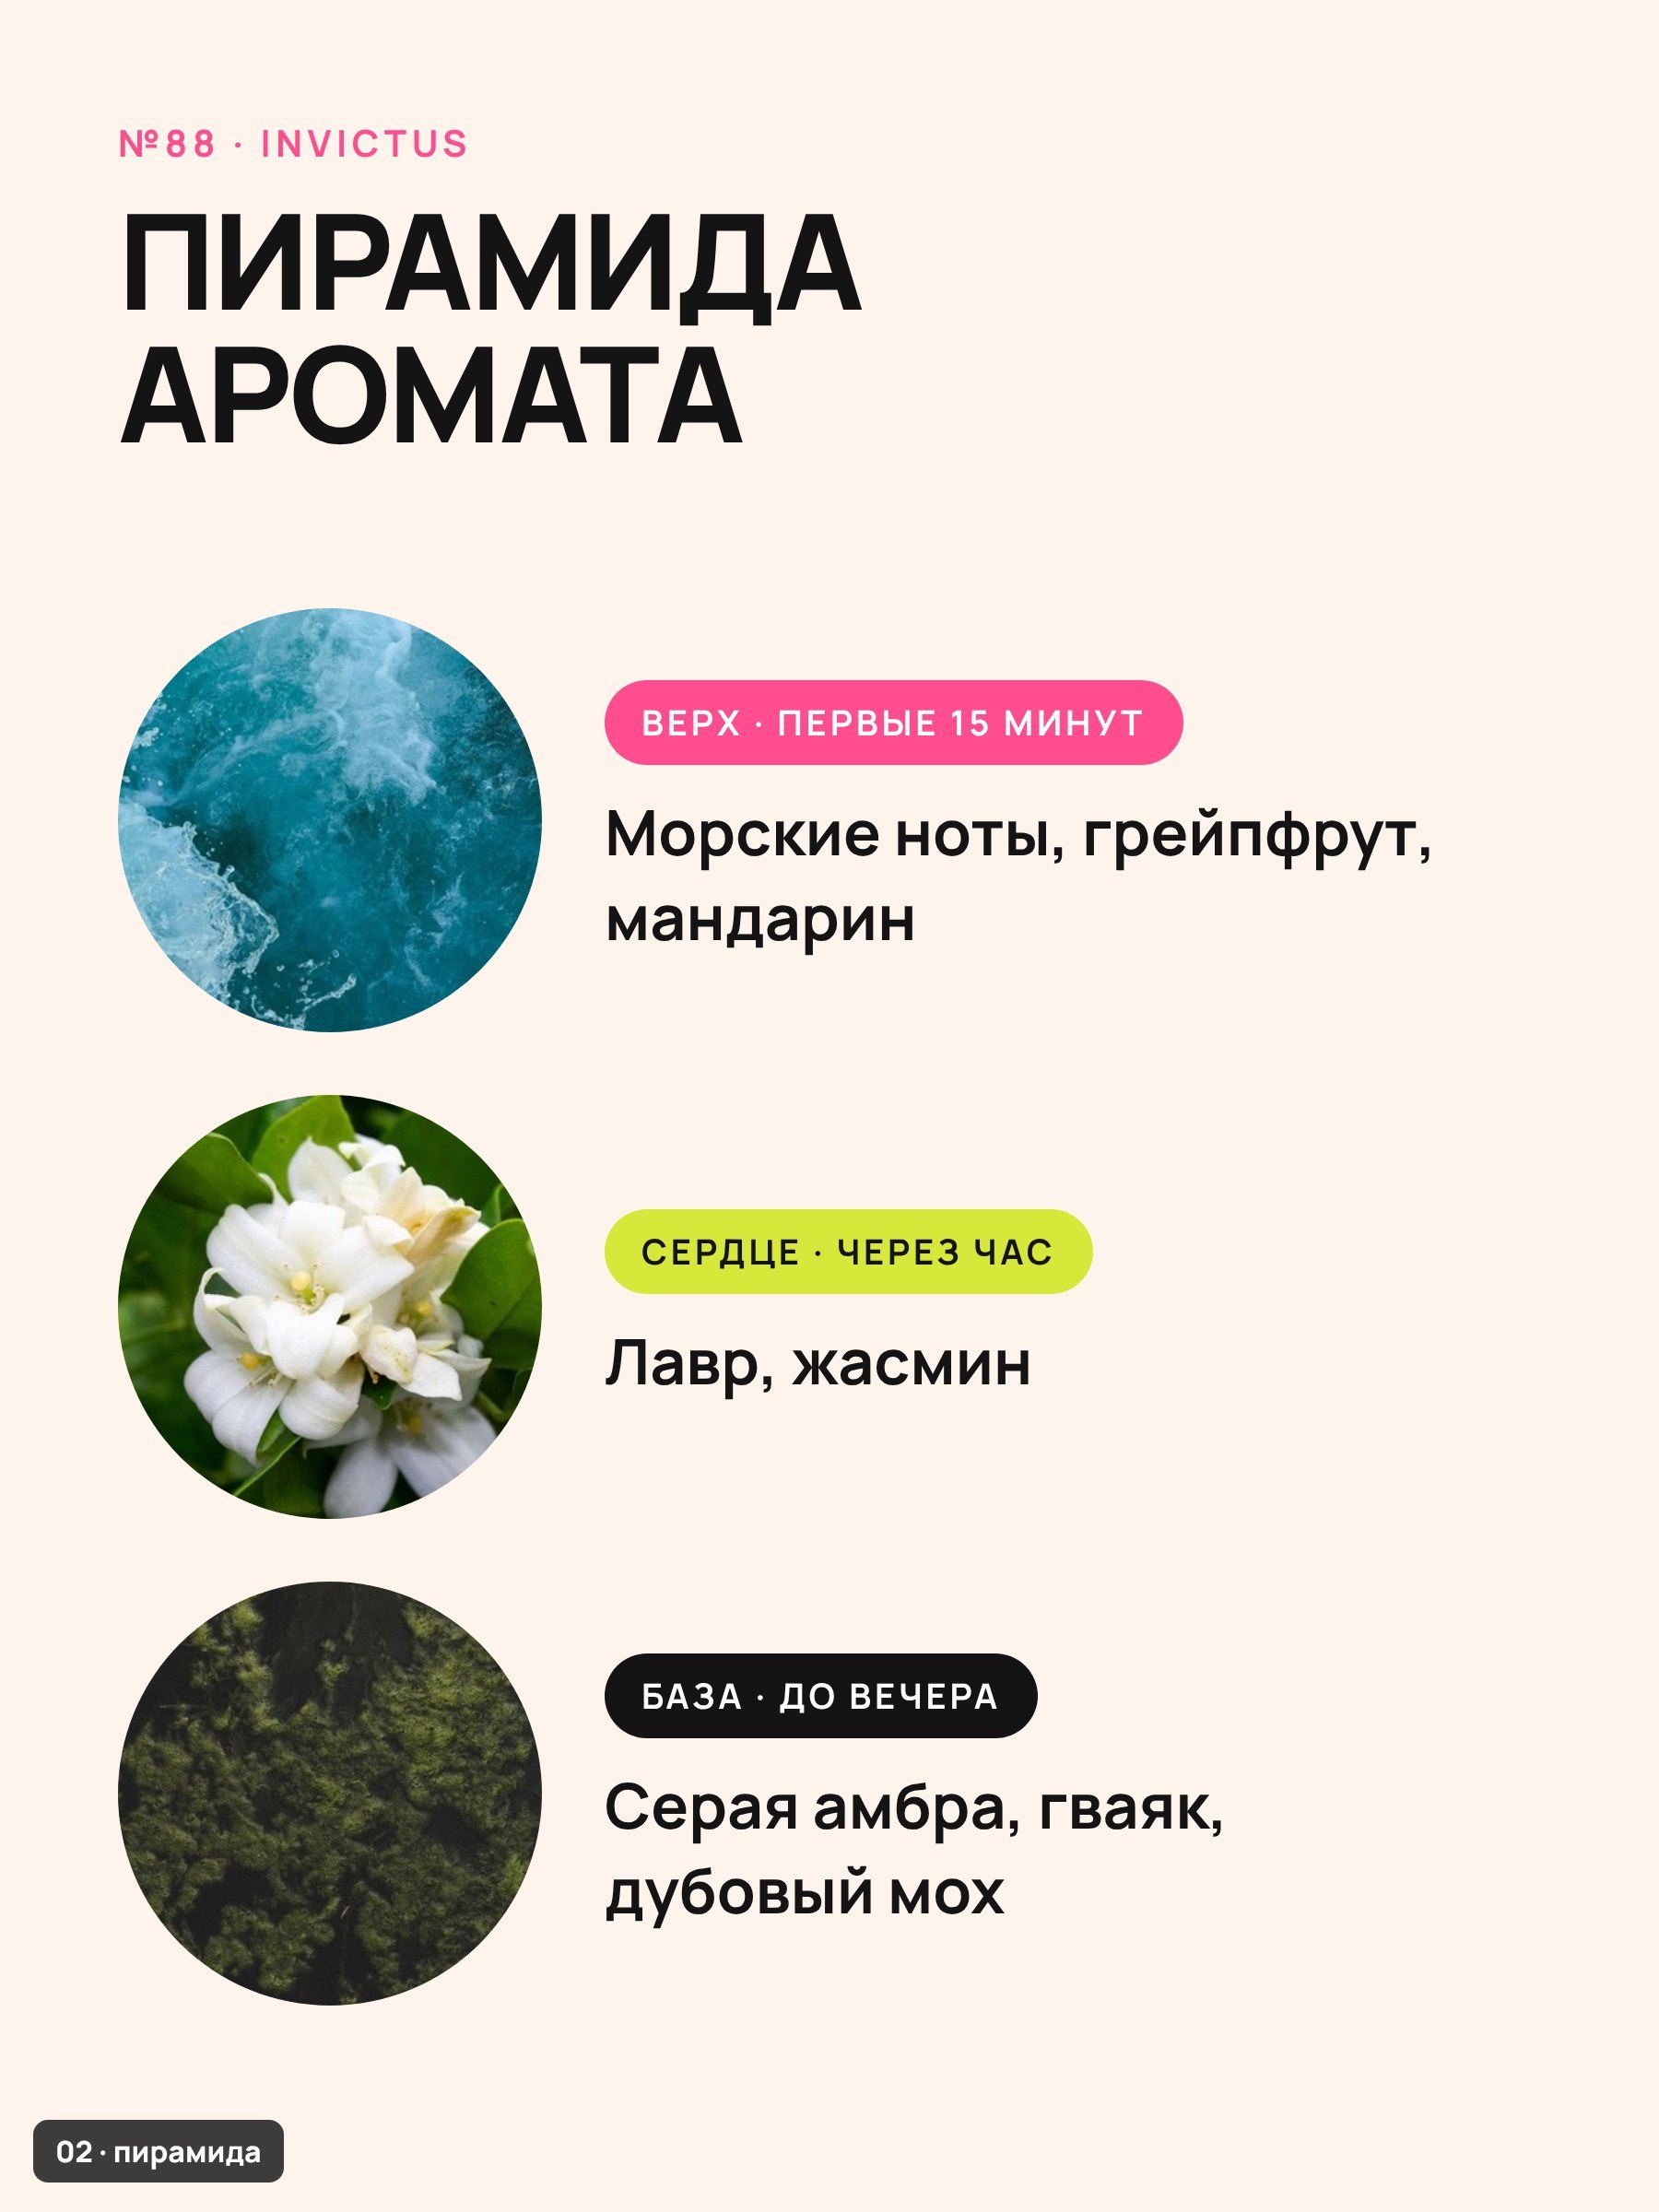 №88 · INVICTUS
ПИРАМИДА
АРОМАТА
ВЕРХ · ПЕРВЫЕ 15 МИНУТ
Морские ноты, грейпфрут,
мандарин
СЕРДЦЕ · ЧЕРЕЗ ЧАС
Лавр, жасмин
БАЗА · ДО ВЕЧЕРА
Серая амбра, гваяк,
дубовый мох
02 · пирамида